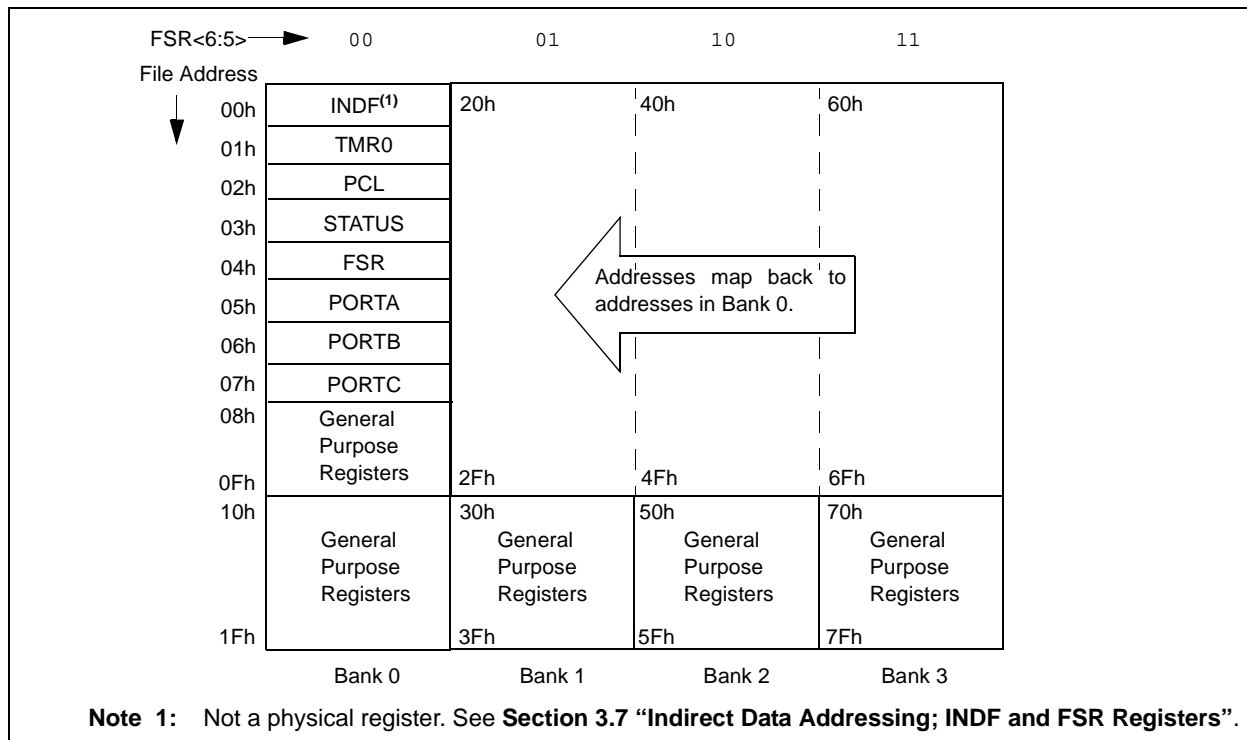 FSR<6:5> 00 01 10 11
File Address
00h INDF(1) 20h 40h 60h
01h TMR0
02h PCL
03h STATUS
04h FSR
Addresses map back to
addresses in Bank 0.
05h PORTA
06h PORTB
07h PORTC
08h General
Purpose
Registers
0Fh 2Fh 4Fh 6Fh
10h 30h 50h 70h
General General General General
Purpose Purpose Purpose Purpose
Registers Registers Registers Registers
1Fh 3Fh 5Fh 7Fh
Bank 0 Bank 1 Bank 2 Bank 3
Note 1: Not a physical register. See Section 3.7 “Indirect Data Addressing; INDF and FSR Registers”.